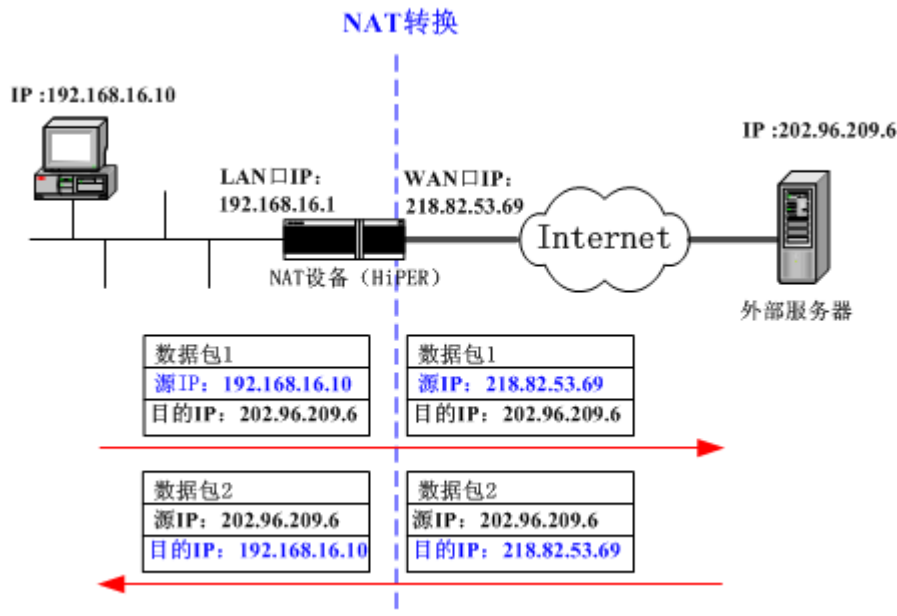 NAT转换
IP :192.168.16.10
IP :202.96.209.6
LAN口IP：
192.168.16.1
WAN口IP：
218.82.53.69
Internet
NAT设备（HiPER）
外部服务器
数据包1
源IP：192.168.16.10
目的IP：202.96.209.6
数据包1
源IP：218.82.53.69
目的IP：202.96.209.6
数据包2
源IP：202.96.209.6
目的IP：192.168.16.10
数据包2
源IP：202.96.209.6
目的IP：218.82.53.69